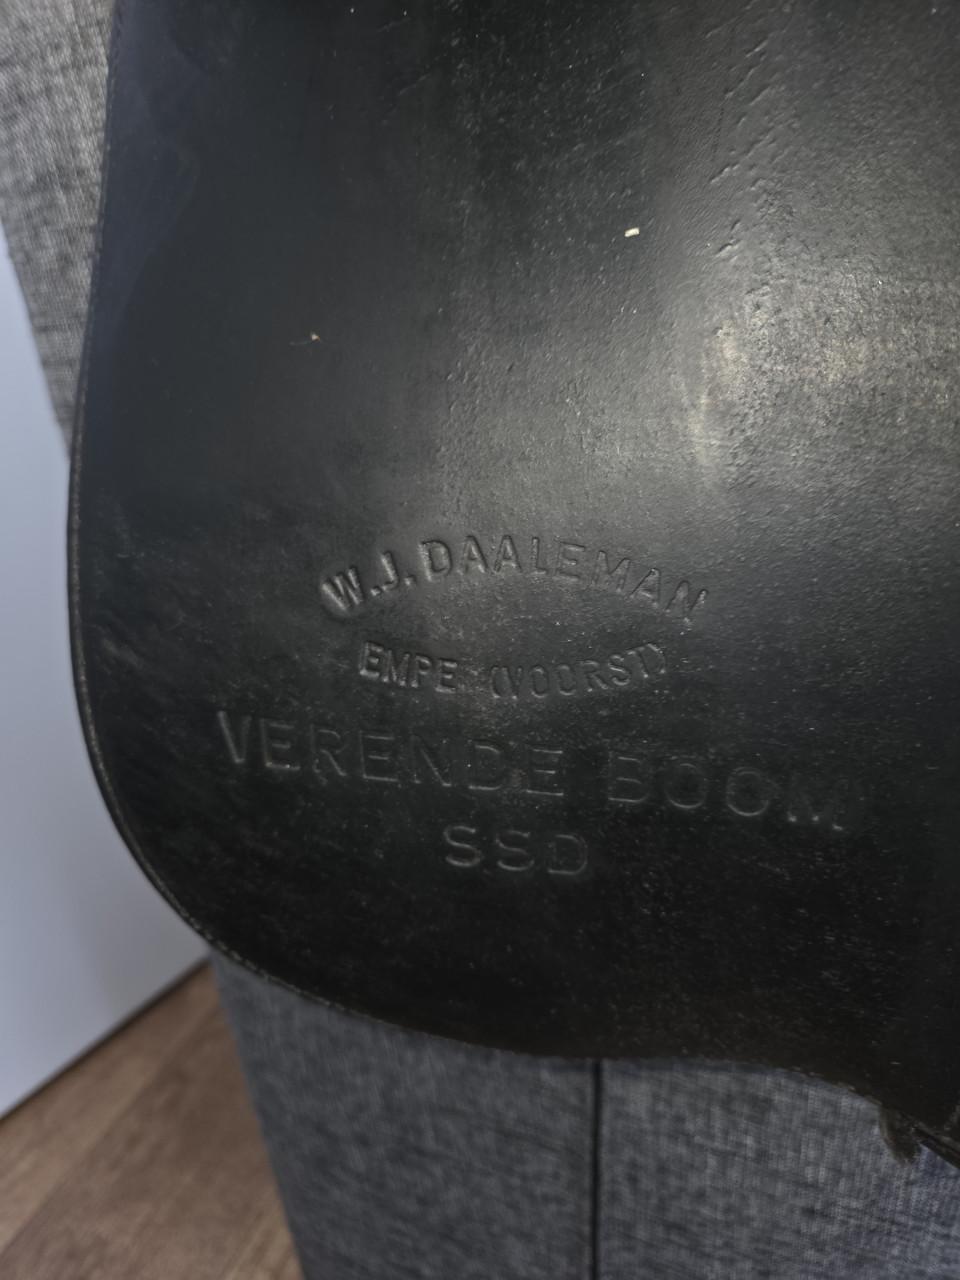 W.J. DAALEMAN
EMPE (VOORST)
VERENDE BOOM
SSD